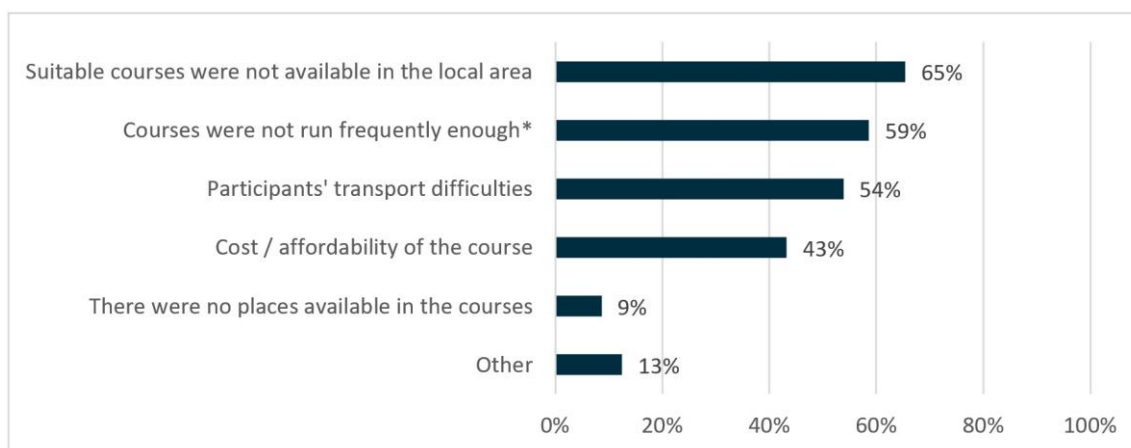 Suitable courses were not available in the local area 65%
Courses were not run frequently enough* 59%
Participants' transport difficulties 54%
Cost / affordability of the course 43%
There were no places available in the courses 9%
Other 13%
0% 20% 40% 60% 80% 100%